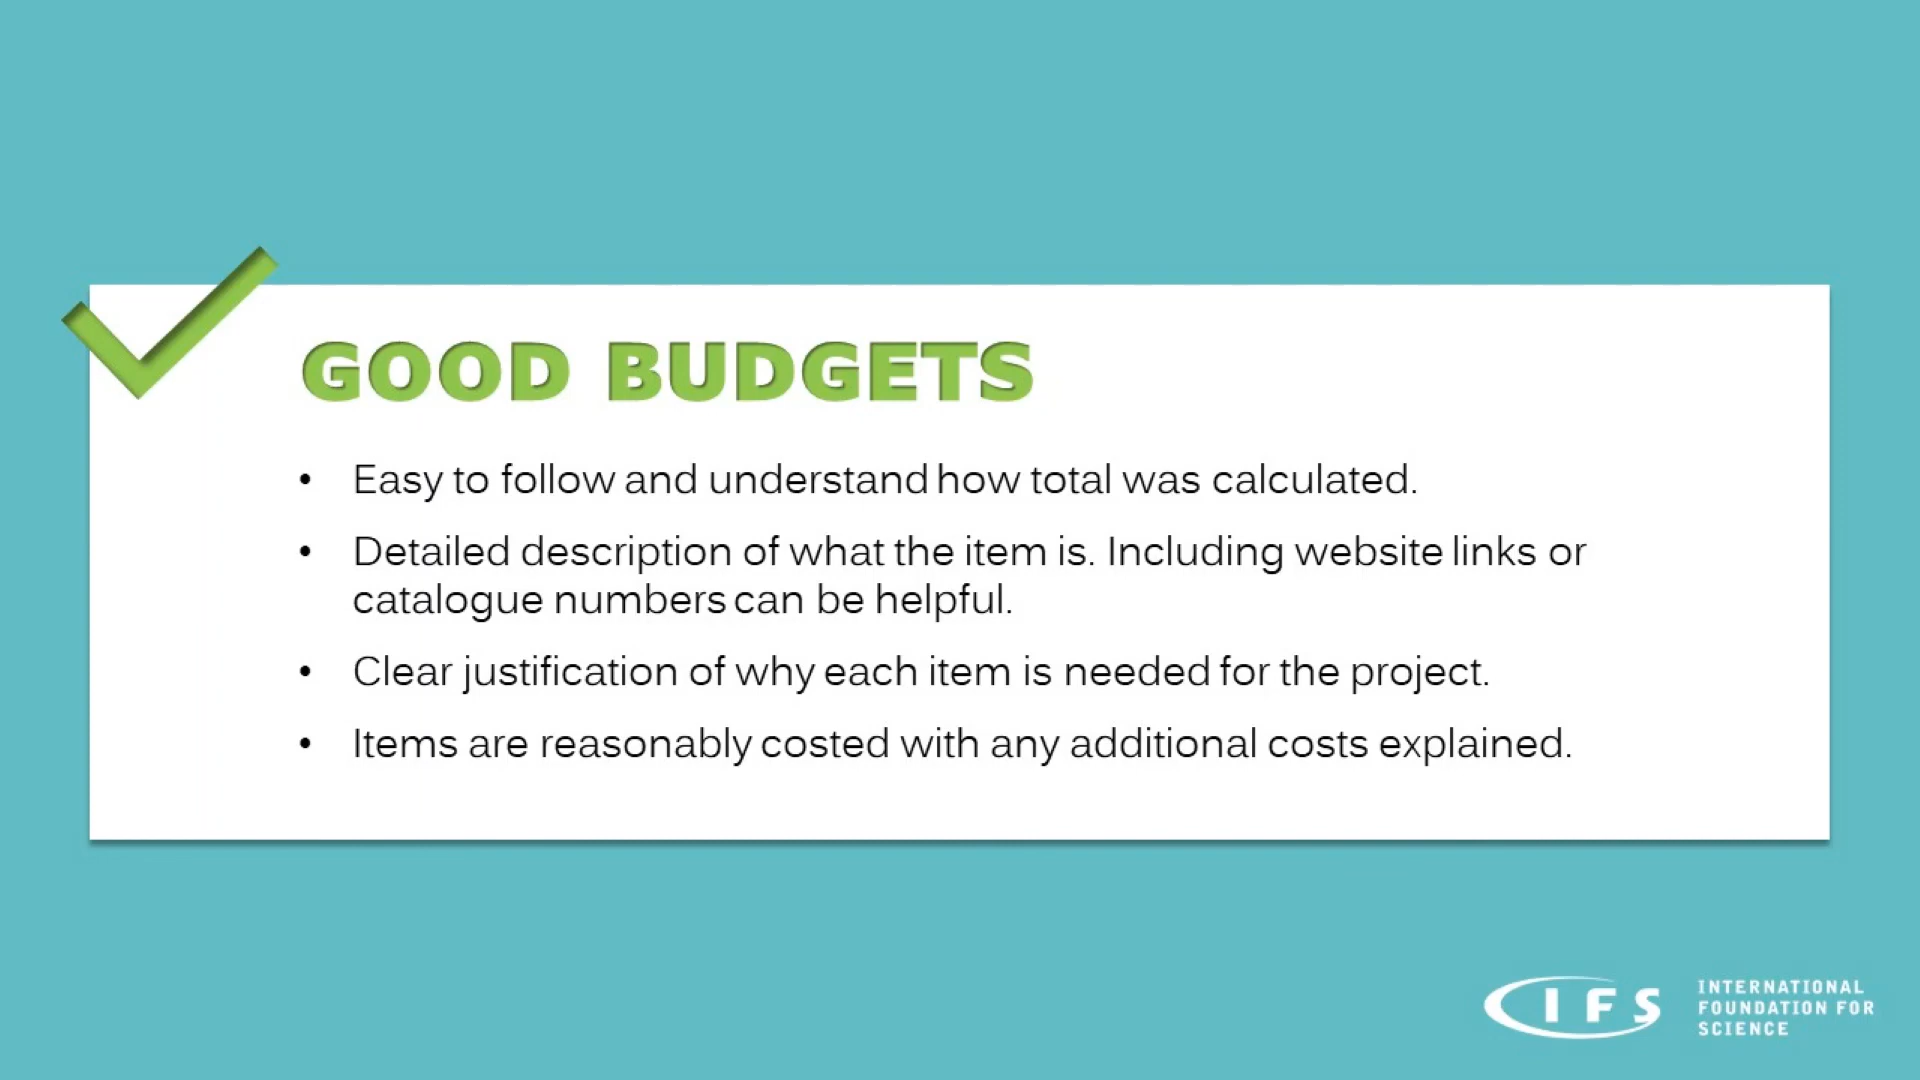 GOOD BUDGETS
• Easy to follow and understand how total was calculated.
• Detailed description of what the item is. Including website links or
catalogue numbers can be helpful.
• Clear justification of why each item is needed for the project.
• Items are reasonably costed with any additional costs explained.
IFS
INTERNATIONAL
FOUNDATION FOR
SCIENCE